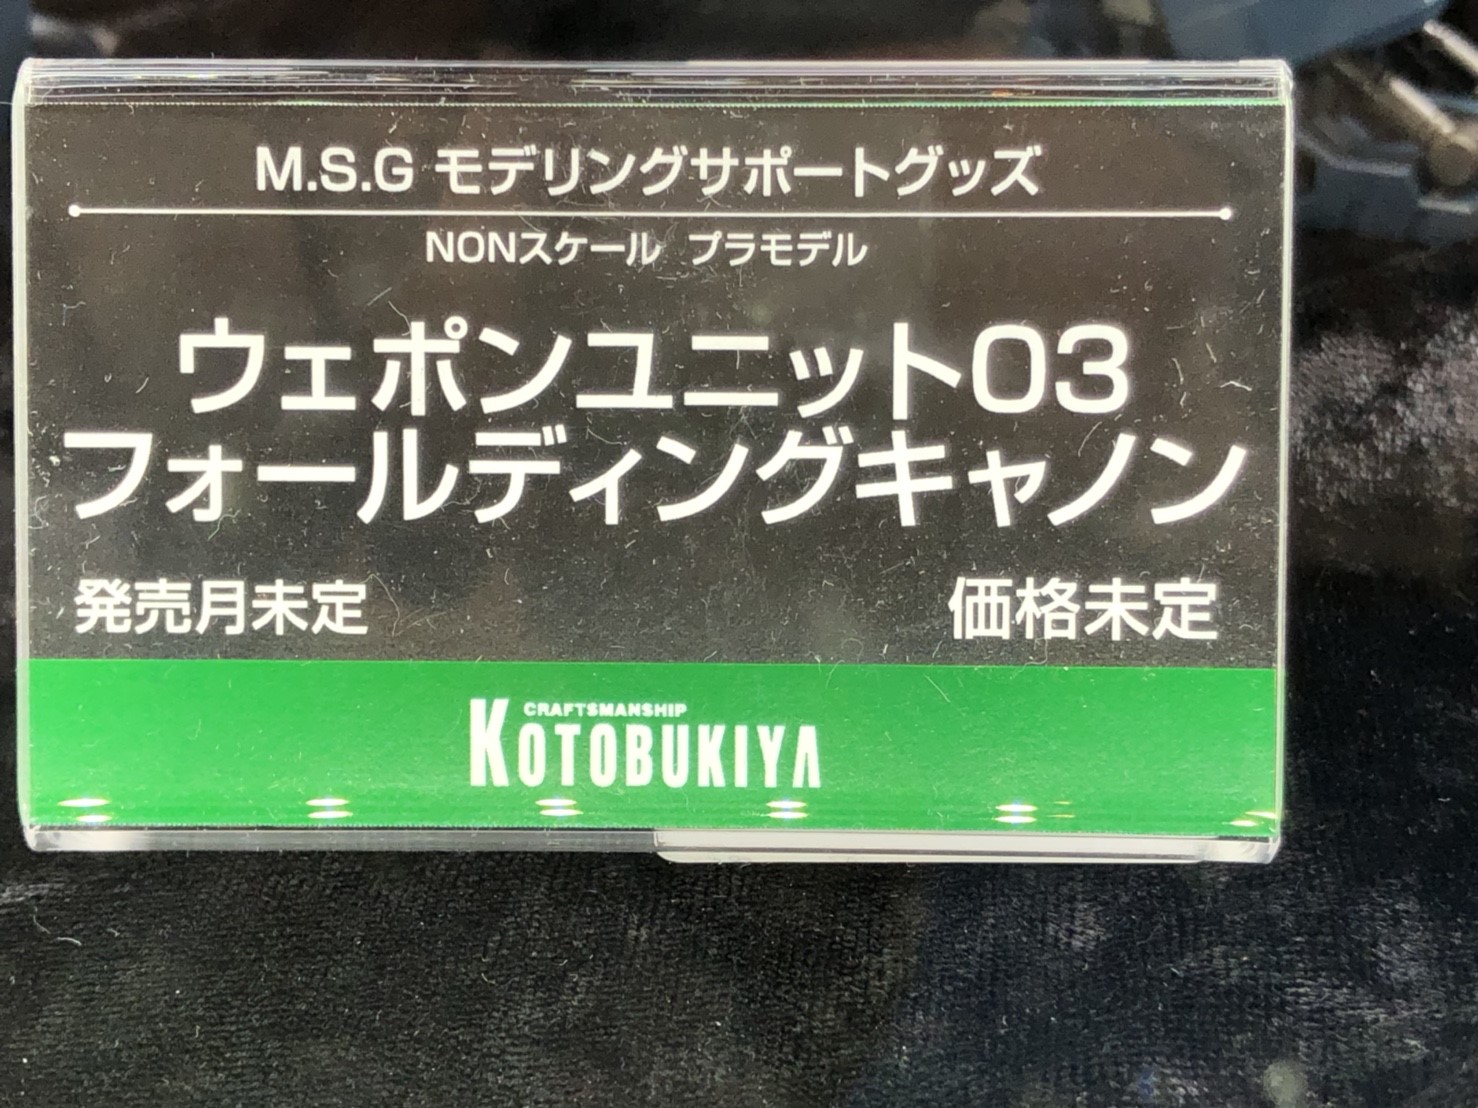 M.S.G モデリングサポートグッズ
NONスケール プラモデル
ウェポンユニット03
フォールディングキャノン
発売月未定
価格未定
CRAFTSMANSHIP
KOTOBUKIYA